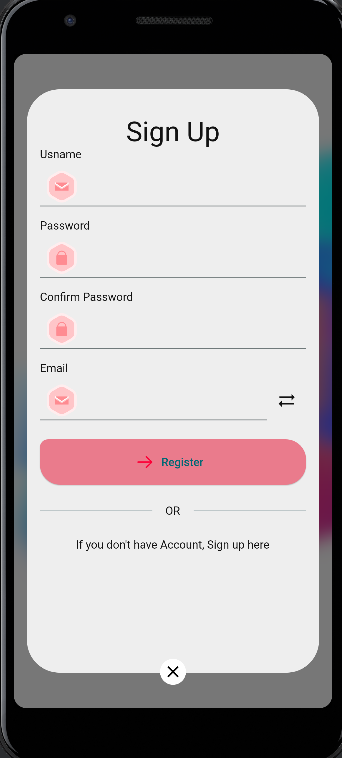 Sign Up
Usname
Password
Confirm Password
Email
Register
OR
If you don't have Account, Sign up here